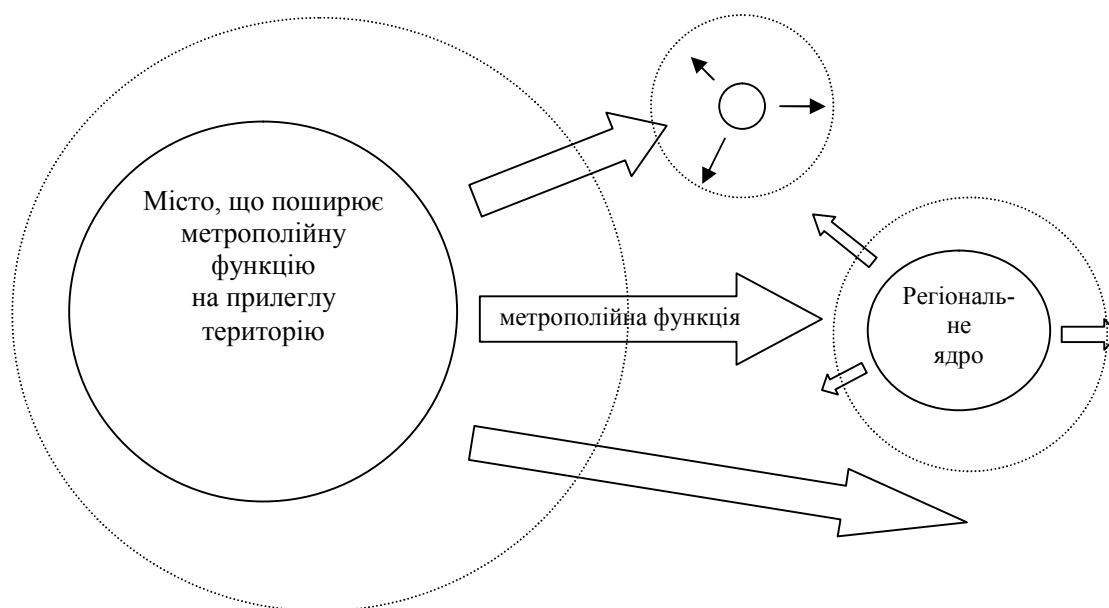 Місто, що поширює
метрополійну
функцію
на прилеглу
територію
метрополійна функція
Регіональ-
не
ядро